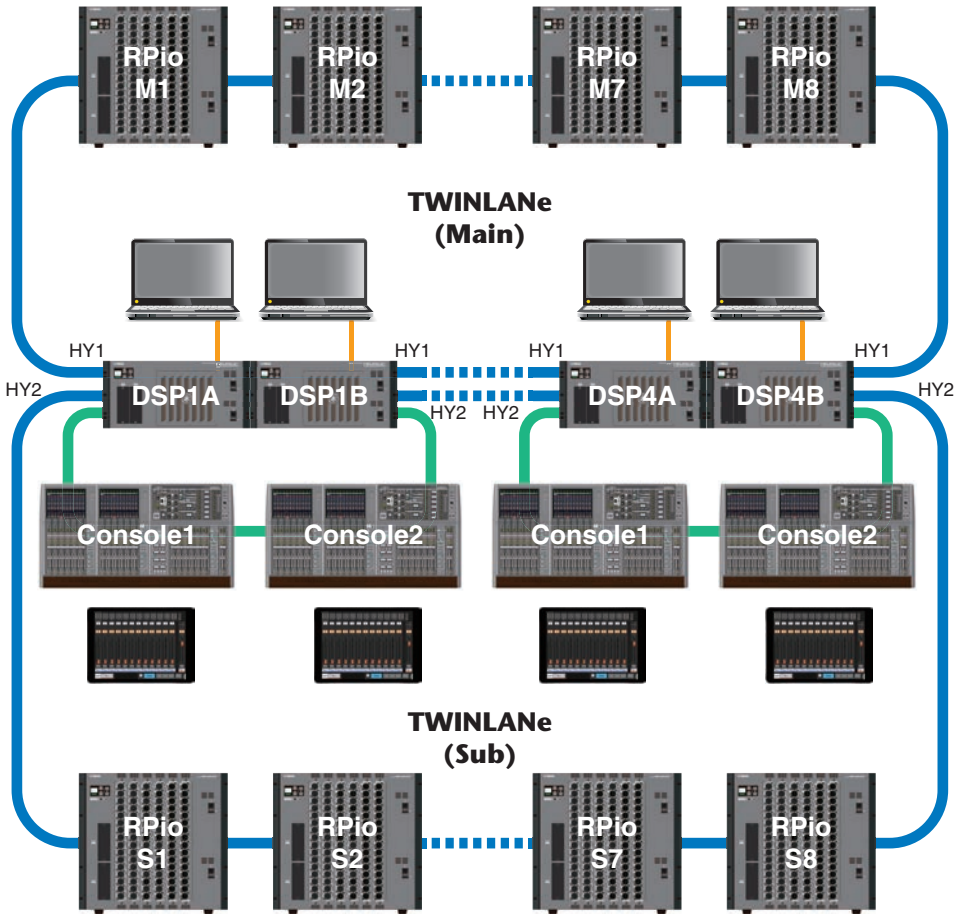 RPio
M1
RPio
M2
RPio
M7
RPio
M8
TWINLANe
(Main)
HY1
HY1
HY1
HY1
HY2
DSP1A
DSP1B
DSP4A
DSP4B
HY2
HY2
HY2
Console1
Console2
Console1
Console2
TWINLANe
(Sub)
RPio
S1
RPio
S2
RPio
S7
RPio
S8